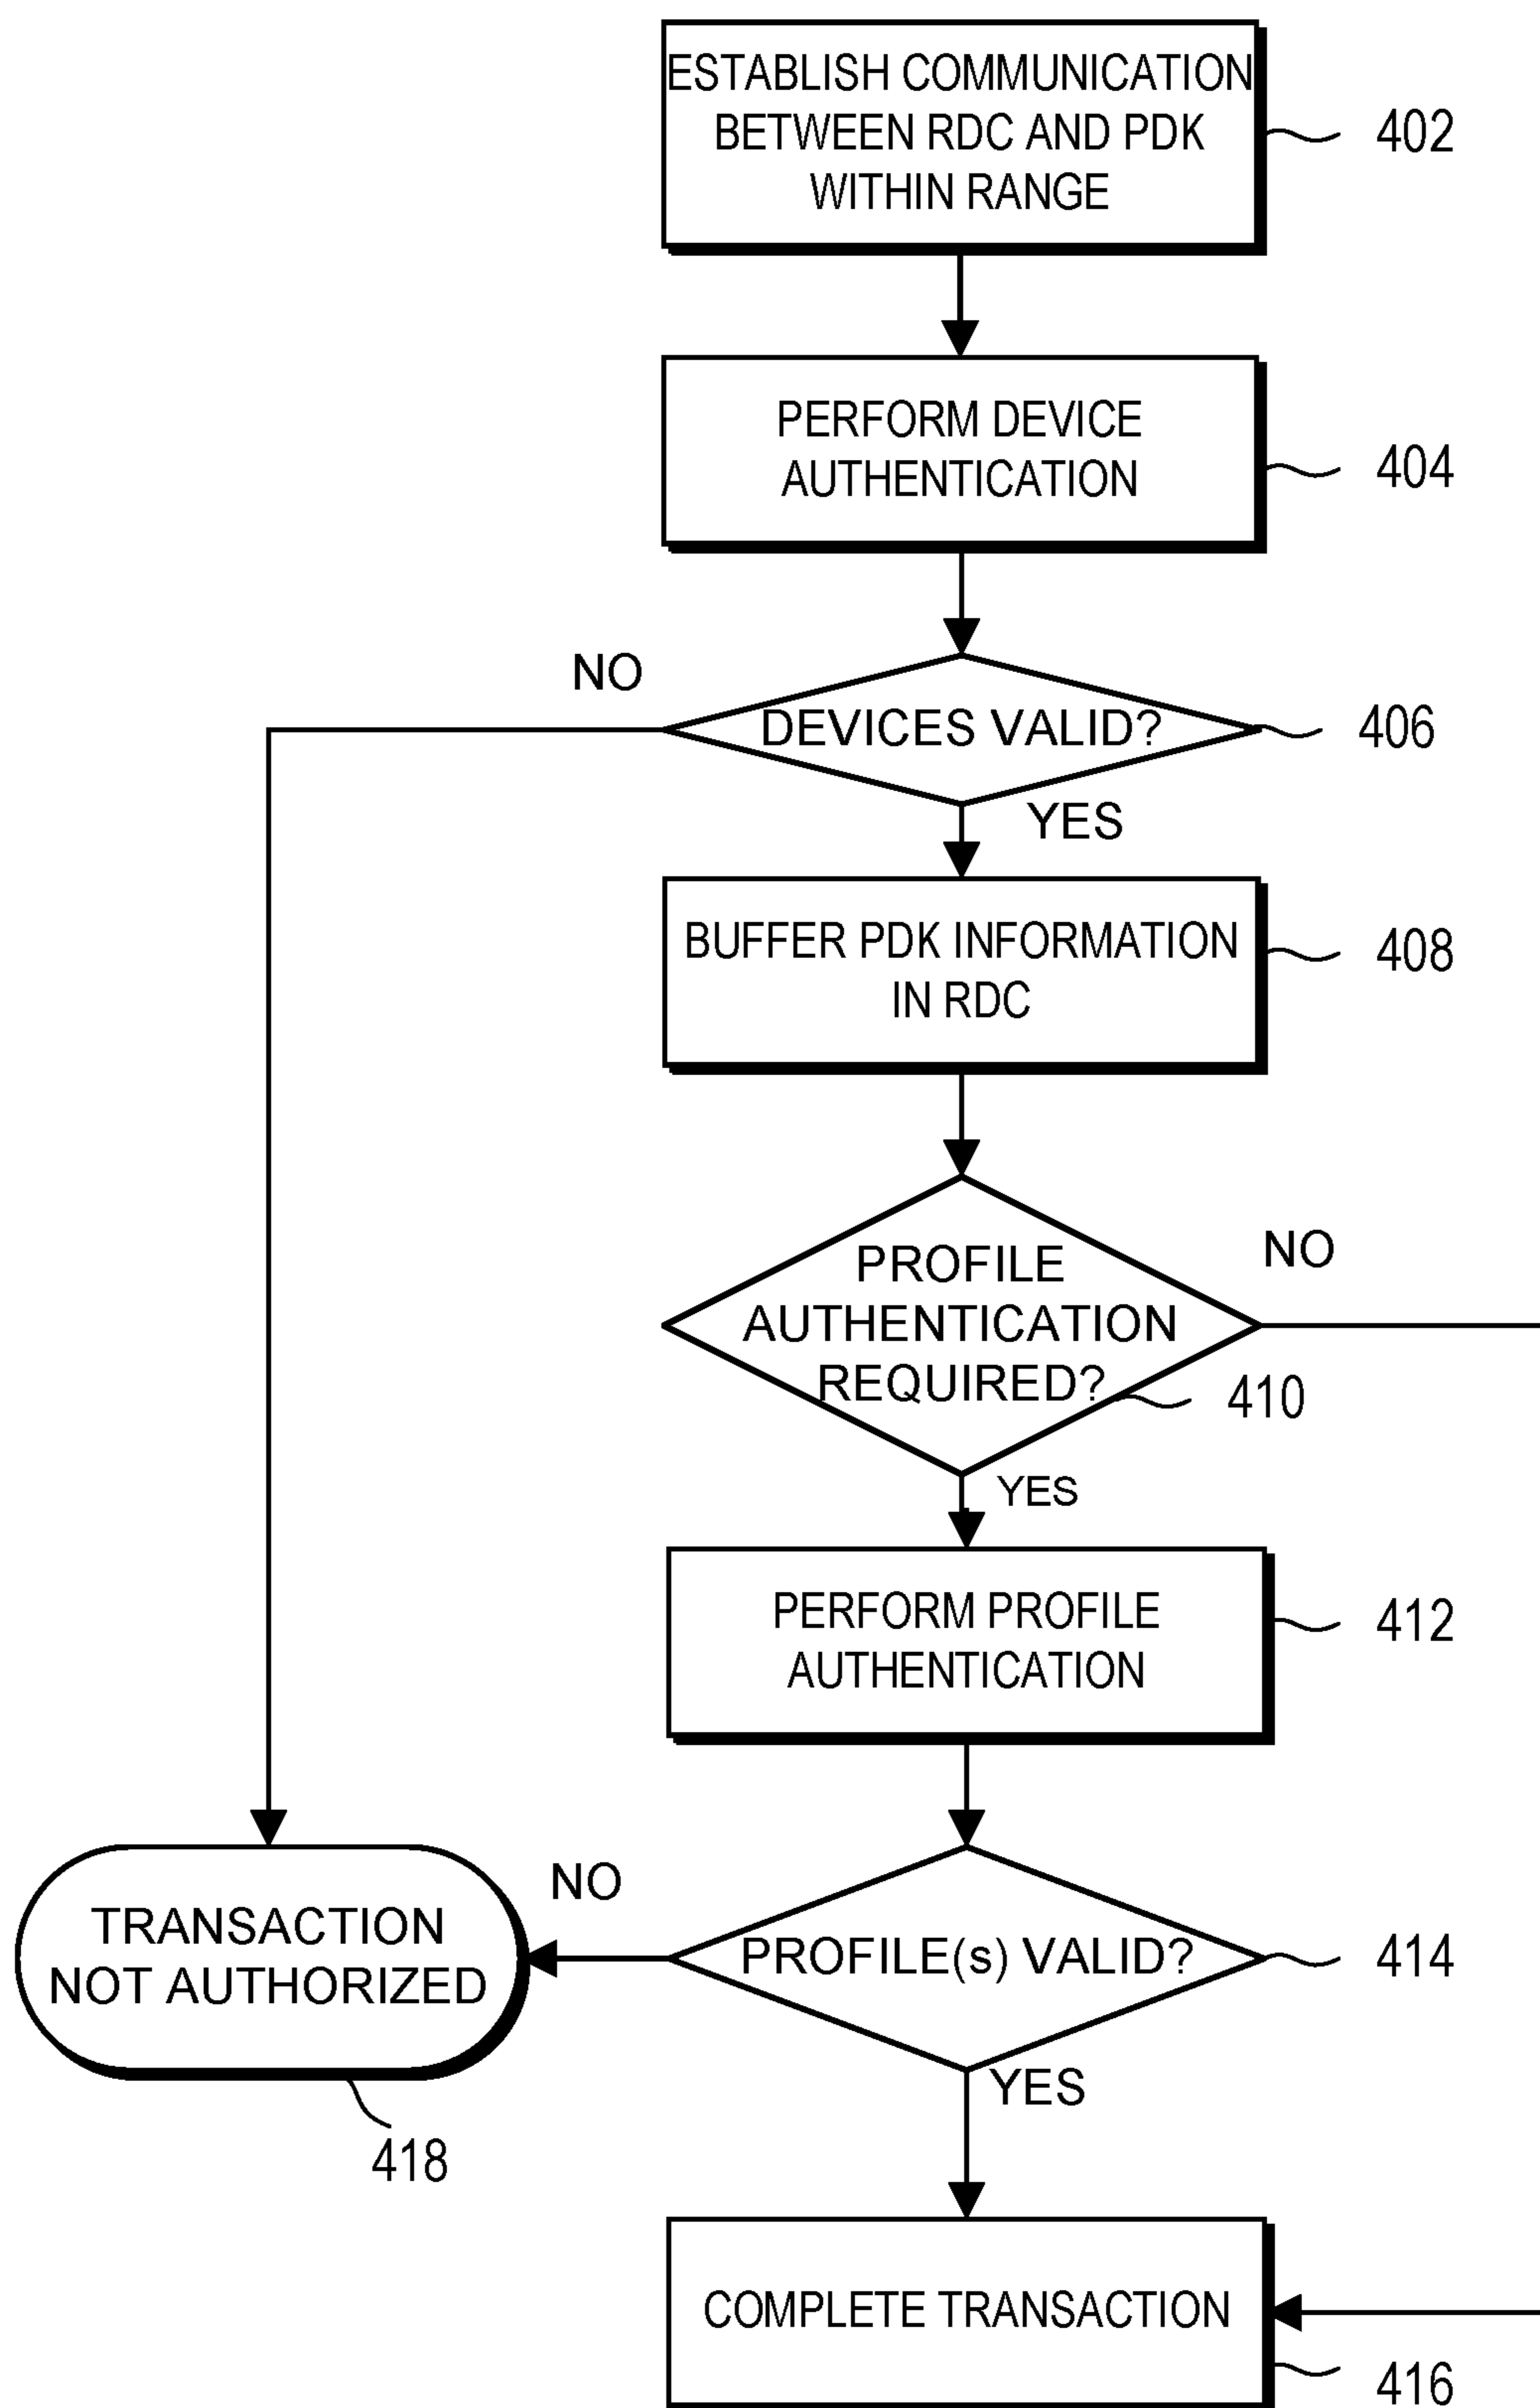 ESTABLISH COMMUNICATION
BETWEEN RDC AND PDK
WITHIN RANGE
402
PERFORM DEVICE
AUTHENTICATION
404
NO
DEVICES VALID?
406
YES
BUFFER PDK INFORMATION
IN RDC
408
PROFILE
AUTHENTICATION
REQUIRED?
NO
410
YES
PERFORM PROFILE
AUTHENTICATION
412
TRANSACTION
NOT AUTHORIZED
NO
PROFILE(s) VALID?
414
YES
418
COMPLETE TRANSACTION
416